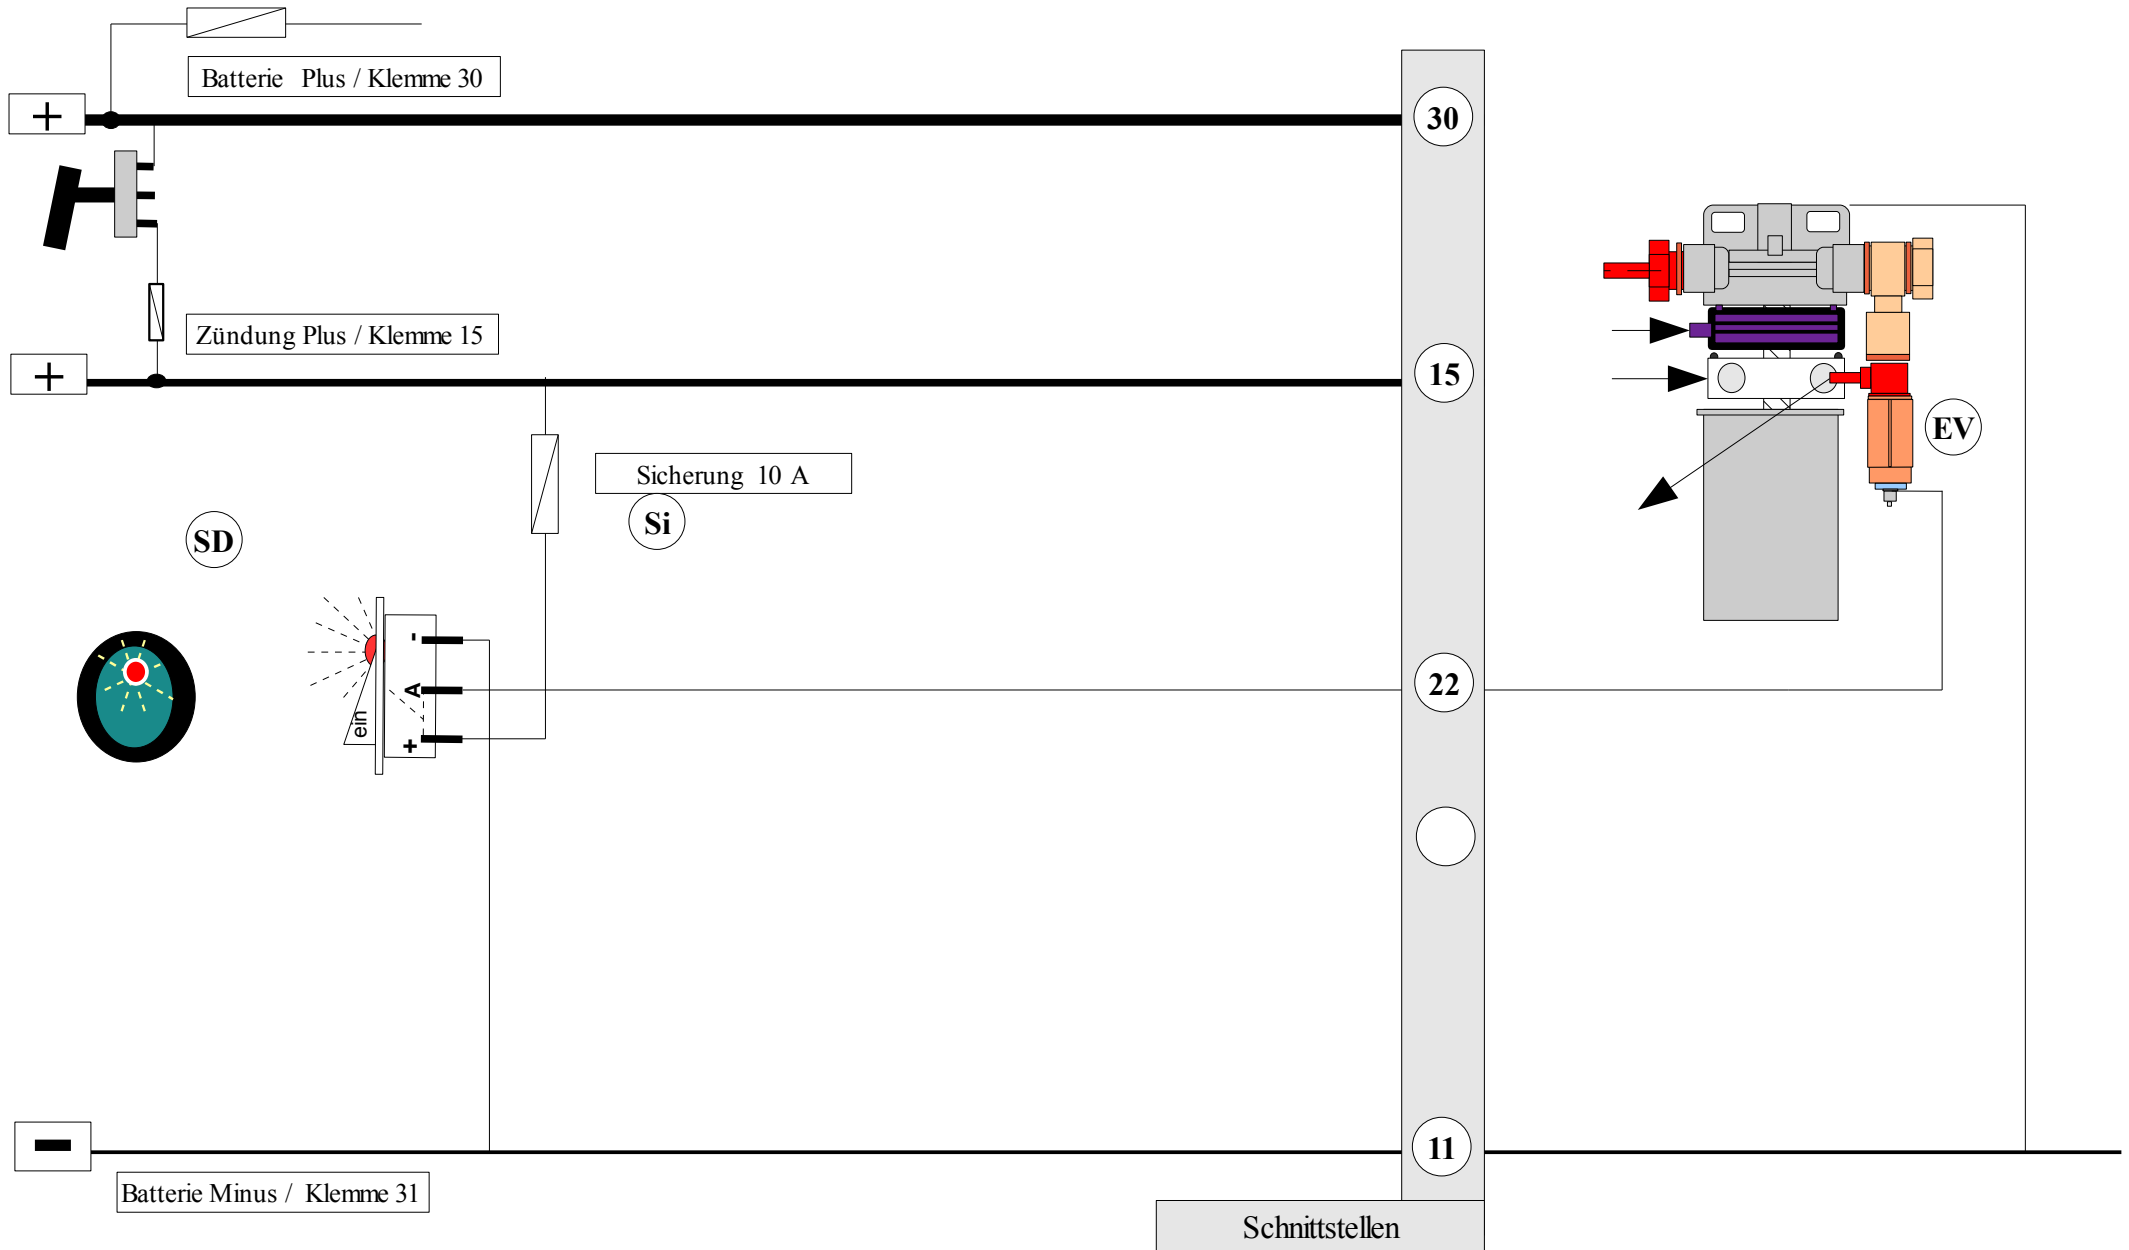 Batterie Plus / Klemme 30
+
30
Zündung Plus / Klemme 15
+
15
EV
Sicherung 10 A
Si
SD
-
A
22
ein
+
11
Batterie Minus / Klemme 31
Schnittstellen